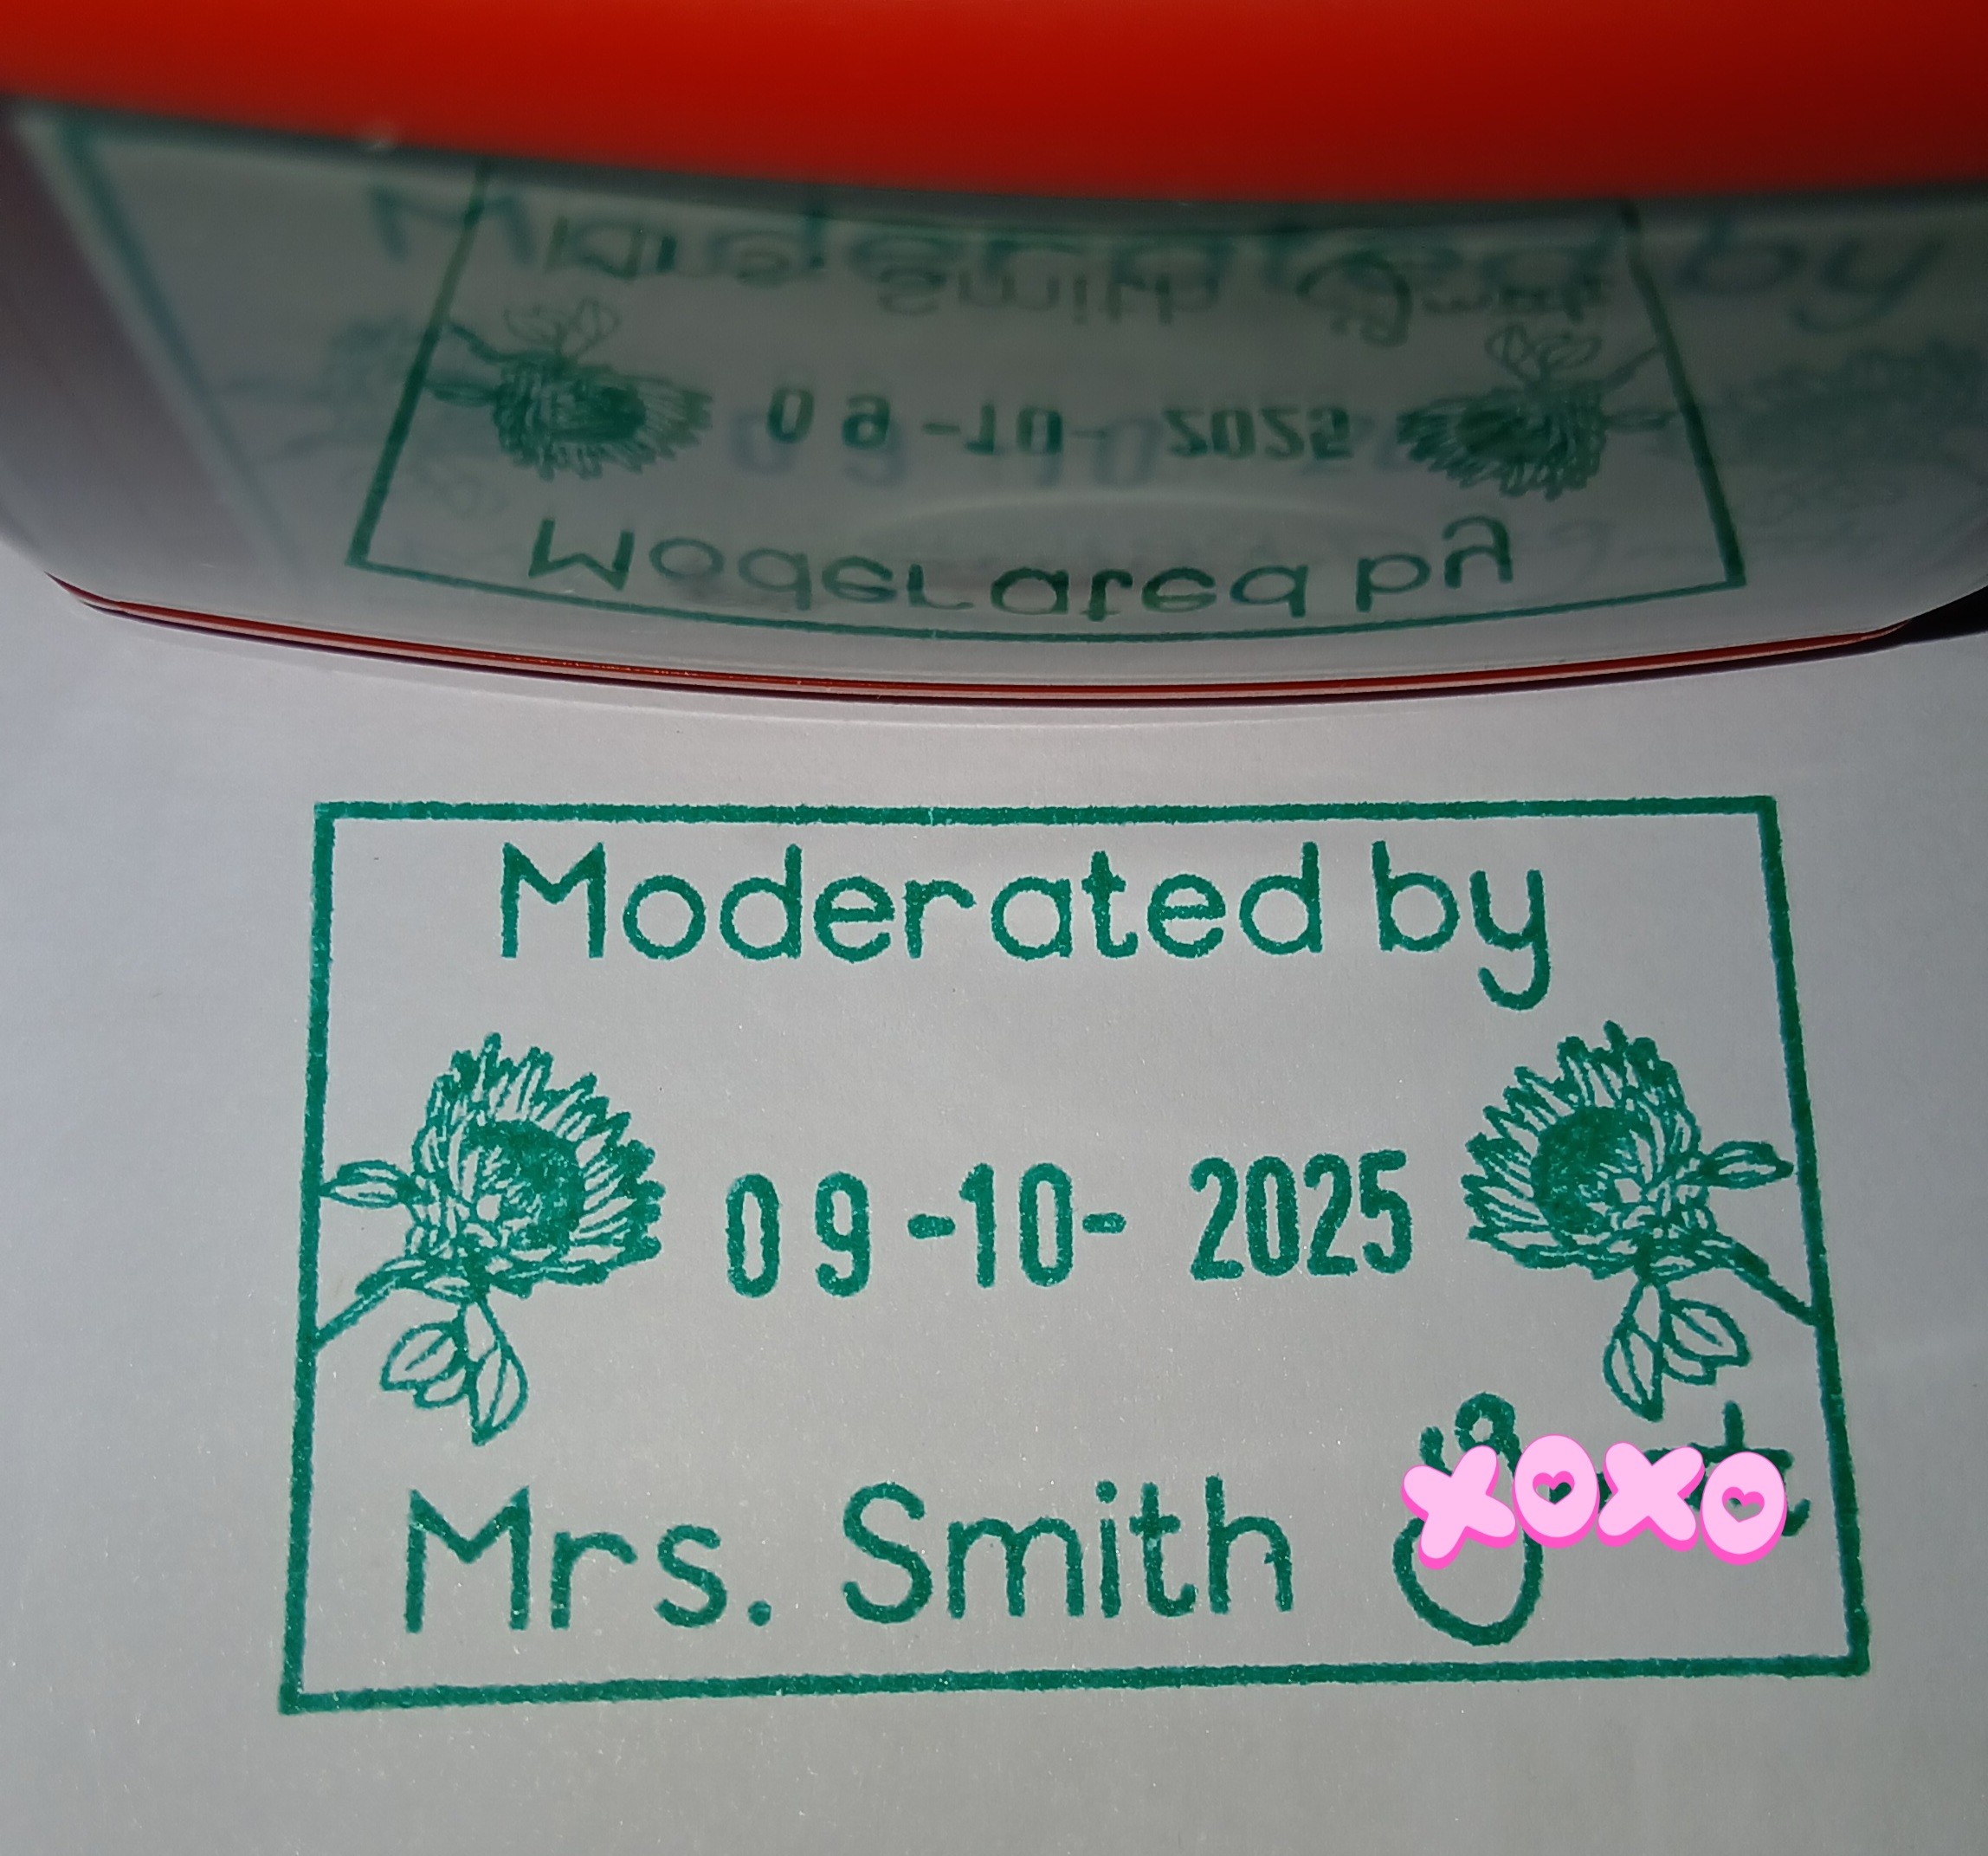 Moderated by
09-10-2025
Mrs. Smith
xoxo